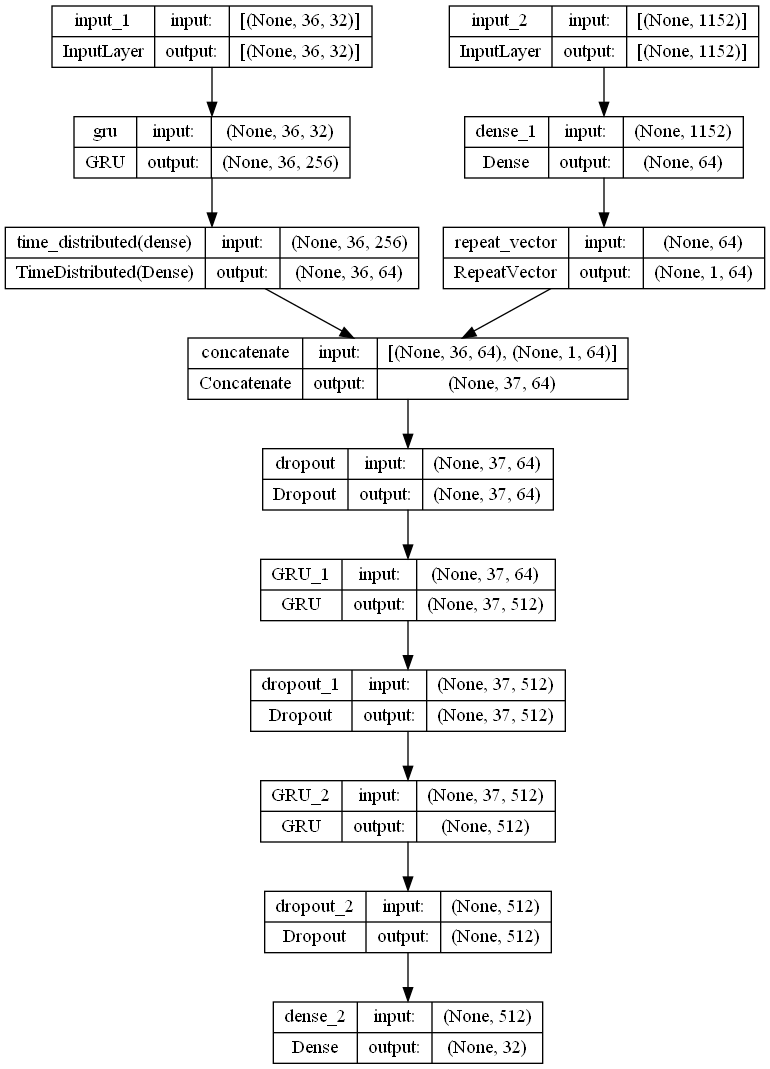 input_1 input: [(None, 36, 32)]
InputLayer output: [(None, 36, 32)]
input_2 input: [(None, 1152)]
InputLayer output: [(None, 1152)]
gru input: (None, 36, 32)
GRU output: (None, 36, 256)
dense_1 input: (None, 1152)
Dense output: (None, 64)
time_distributed(dense) input: (None, 36, 256)
TimeDistributed(Dense) output: (None, 36, 64)
repeat_vector input: (None, 64)
RepeatVector output: (None, 1, 64)
concatenate input: [(None, 36, 64), (None, 1, 64)]
Concatenate output: (None, 37, 64)
dropout input: (None, 37, 64)
Dropout output: (None, 37, 64)
GRU_1 input: (None, 37, 64)
GRU output: (None, 37, 512)
dropout_1 input: (None, 37, 512)
Dropout output: (None, 37, 512)
GRU_2 input: (None, 37, 512)
GRU output: (None, 512)
dropout_2 input: (None, 512)
Dropout output: (None, 512)
dense_2 input: (None, 512)
Dense output: (None, 32)